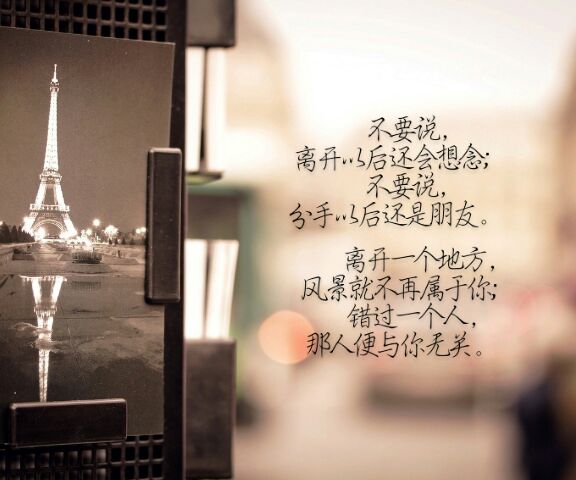 不要说，
离开以后还会想念；
不要说，
分手以后还是朋友。
离开一个地方，
风景就不再属于你；
错过一个人，
那人便与你无关。